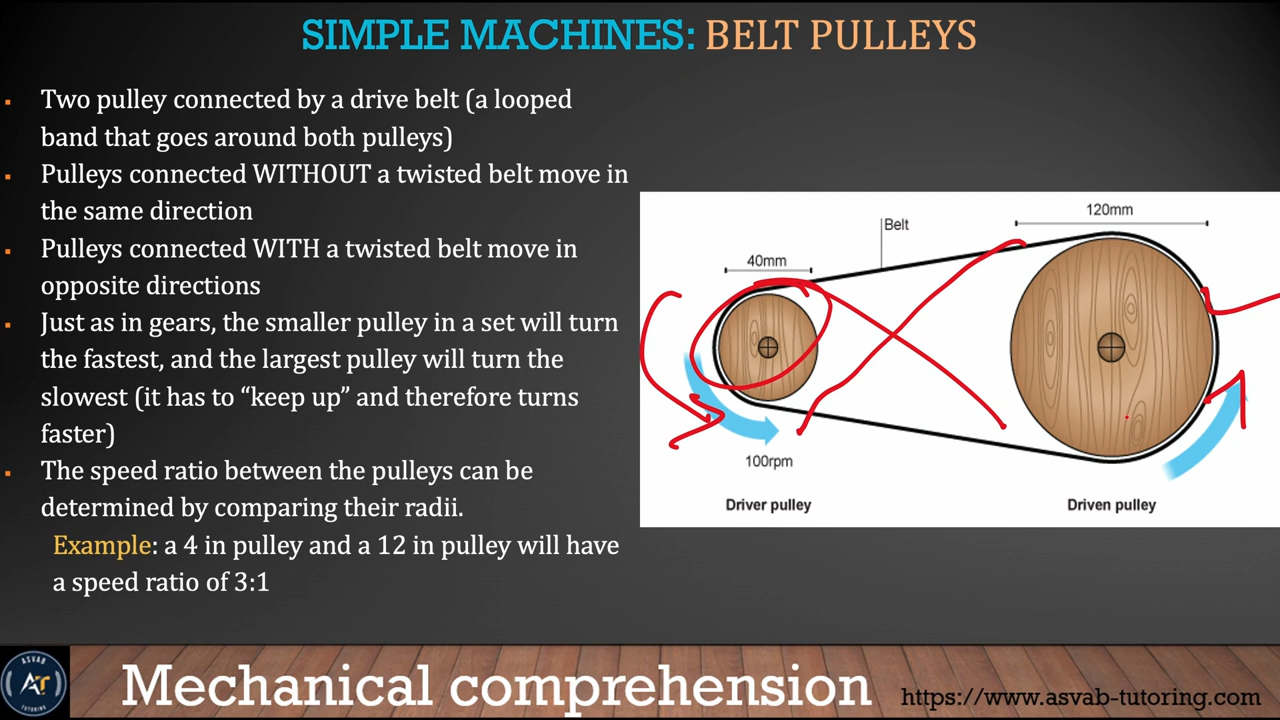 SIMPLE MACHINES: BELT PULLEYS
▪ Two pulley connected by a drive belt (a looped
band that goes around both pulleys)
▪ Pulleys connected WITHOUT a twisted belt move in
the same direction
▪ Pulleys connected WITH a twisted belt move in
opposite directions
▪ Just as in gears, the smaller pulley in a set will turn
the fastest, and the largest pulley will turn the
slowest (it has to “keep up” and therefore turns
faster)
▪ The speed ratio between the pulleys can be
determined by comparing their radii.
Example: a 4 in pulley and a 12 in pulley will have
a speed ratio of 3:1
120mm
Belt
40mm
100rpm
Driver pulley
Driven pulley
ASVAB
AT
TUTORING
Mechanical comprehension
https://www.asvab-tutoring.com